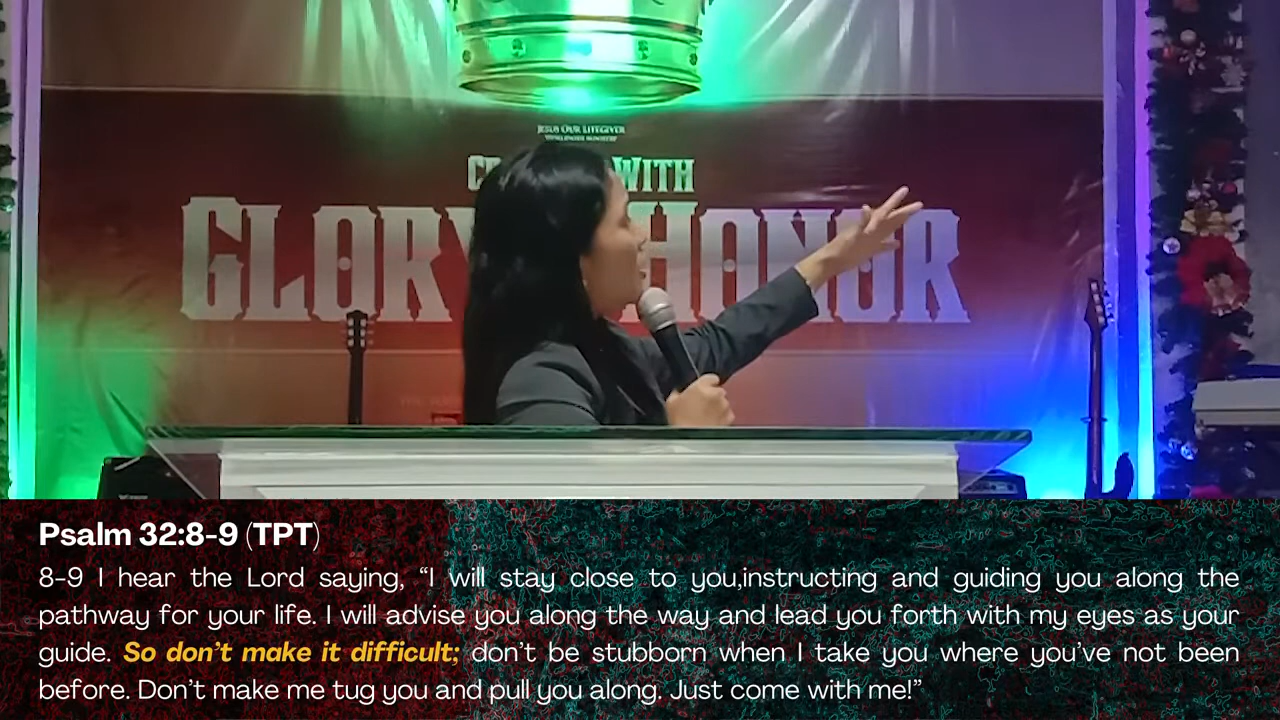 JESUS OUR LIFEGIVER
WITH
GLORY HONOR
Psalm 32:8-9 (TPT)
8-9 I hear the Lord saying, “I will stay close to you,instructing and guiding you along the
pathway for your life. I will advise you along the way and lead you forth with my eyes as your
guide. So don’t make it difficult; don’t be stubborn when I take you where you’ve not been
before. Don’t make me tug you and pull you along. Just come with me!”